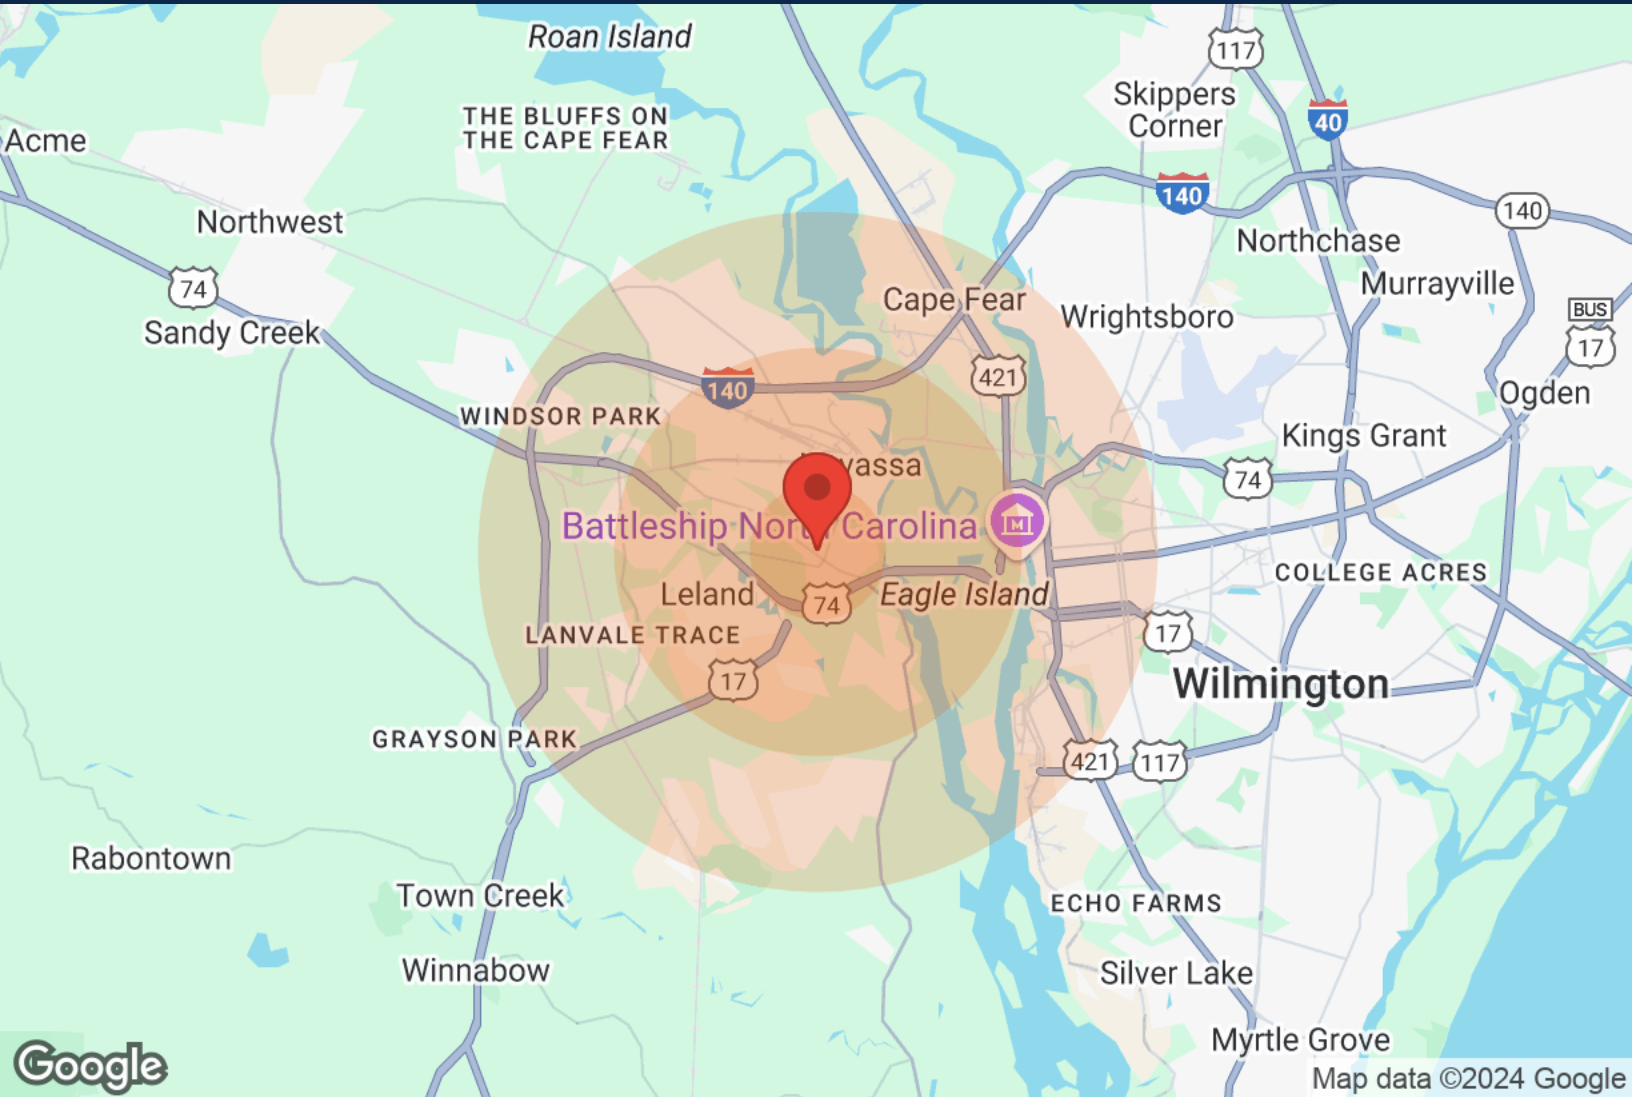 Roan Island
117
Skippers
Corner
THE BLUFFS ON
THE CAPE FEAR
40
Acme
140
140
Northwest
Northchase
74
Murrayville
Cape Fear
BUS
Wrightsboro
Sandy Creek
17
421
140
Ogden
WINDSOR PARK
Kings Grant
vassa
74
Battleship North Carolina
M
COLLEGE ACRES
Leland
74
Eagle Island
LANVALE TRACE
17
17
Wilmington
GRAYSON PARK
421
117
Rabontown
Town Creek
ECHO FARMS
Winnabow
Silver Lake
Myrtle Grove
Google
Map data ©2024 Google